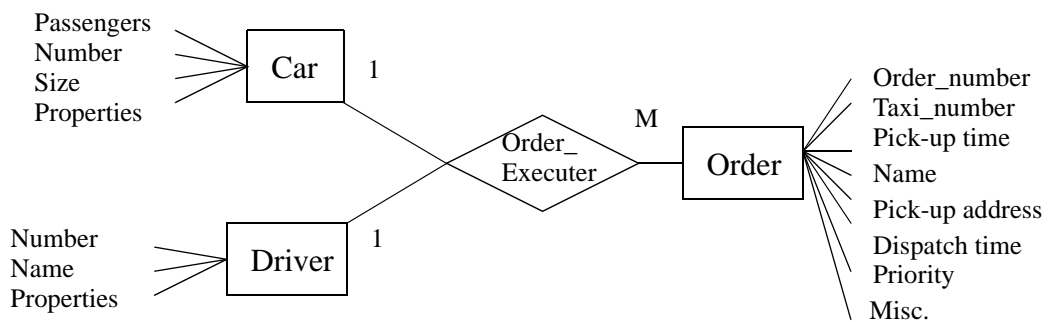 Passengers
Number
Size
Properties
Car
1
Order_
Executer
M
Order
Order_number
Taxi_number
Pick-up time
Name
Pick-up address
Dispatch time
Priority
Misc.
Number
Name
Properties
Driver
1